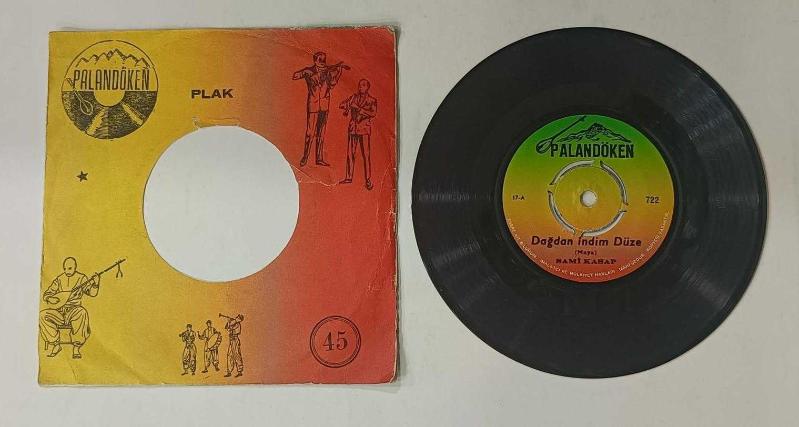 PALANDÖKEN
PLAK
45
PALANDÖKEN
17-A
722
Dağdan İndim Düze
(Maya)
SAMİ KASAP